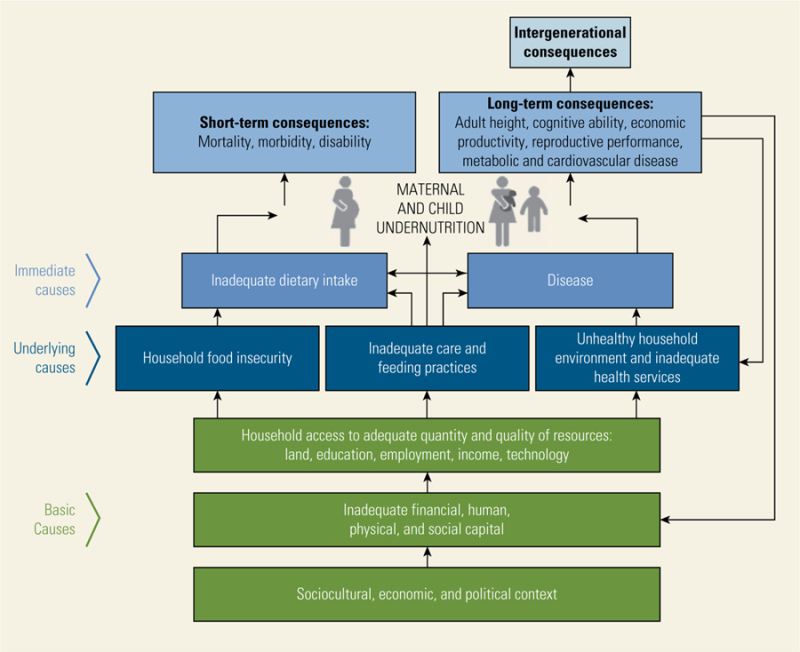 Intergenerational
consequences
Short-term consequences:
Mortality, morbidity, disability
Long-term consequences:
Adult height, cognitive ability, economic
productivity, reproductive performance,
metabolic and cardiovascular disease
MATERNAL
AND CHILD
UNDERNUTRITION
Immediate
causes
Inadequate dietary intake
Disease
Underlying
causes
Household food insecurity
Inadequate care and
feeding practices
Unhealthy household
environment and inadequate
health services
Household access to adequate quantity and quality of resources:
land, education, employment, income, technology
Basic
Causes
Inadequate financial, human,
physical, and social capital
Sociocultural, economic, and political context